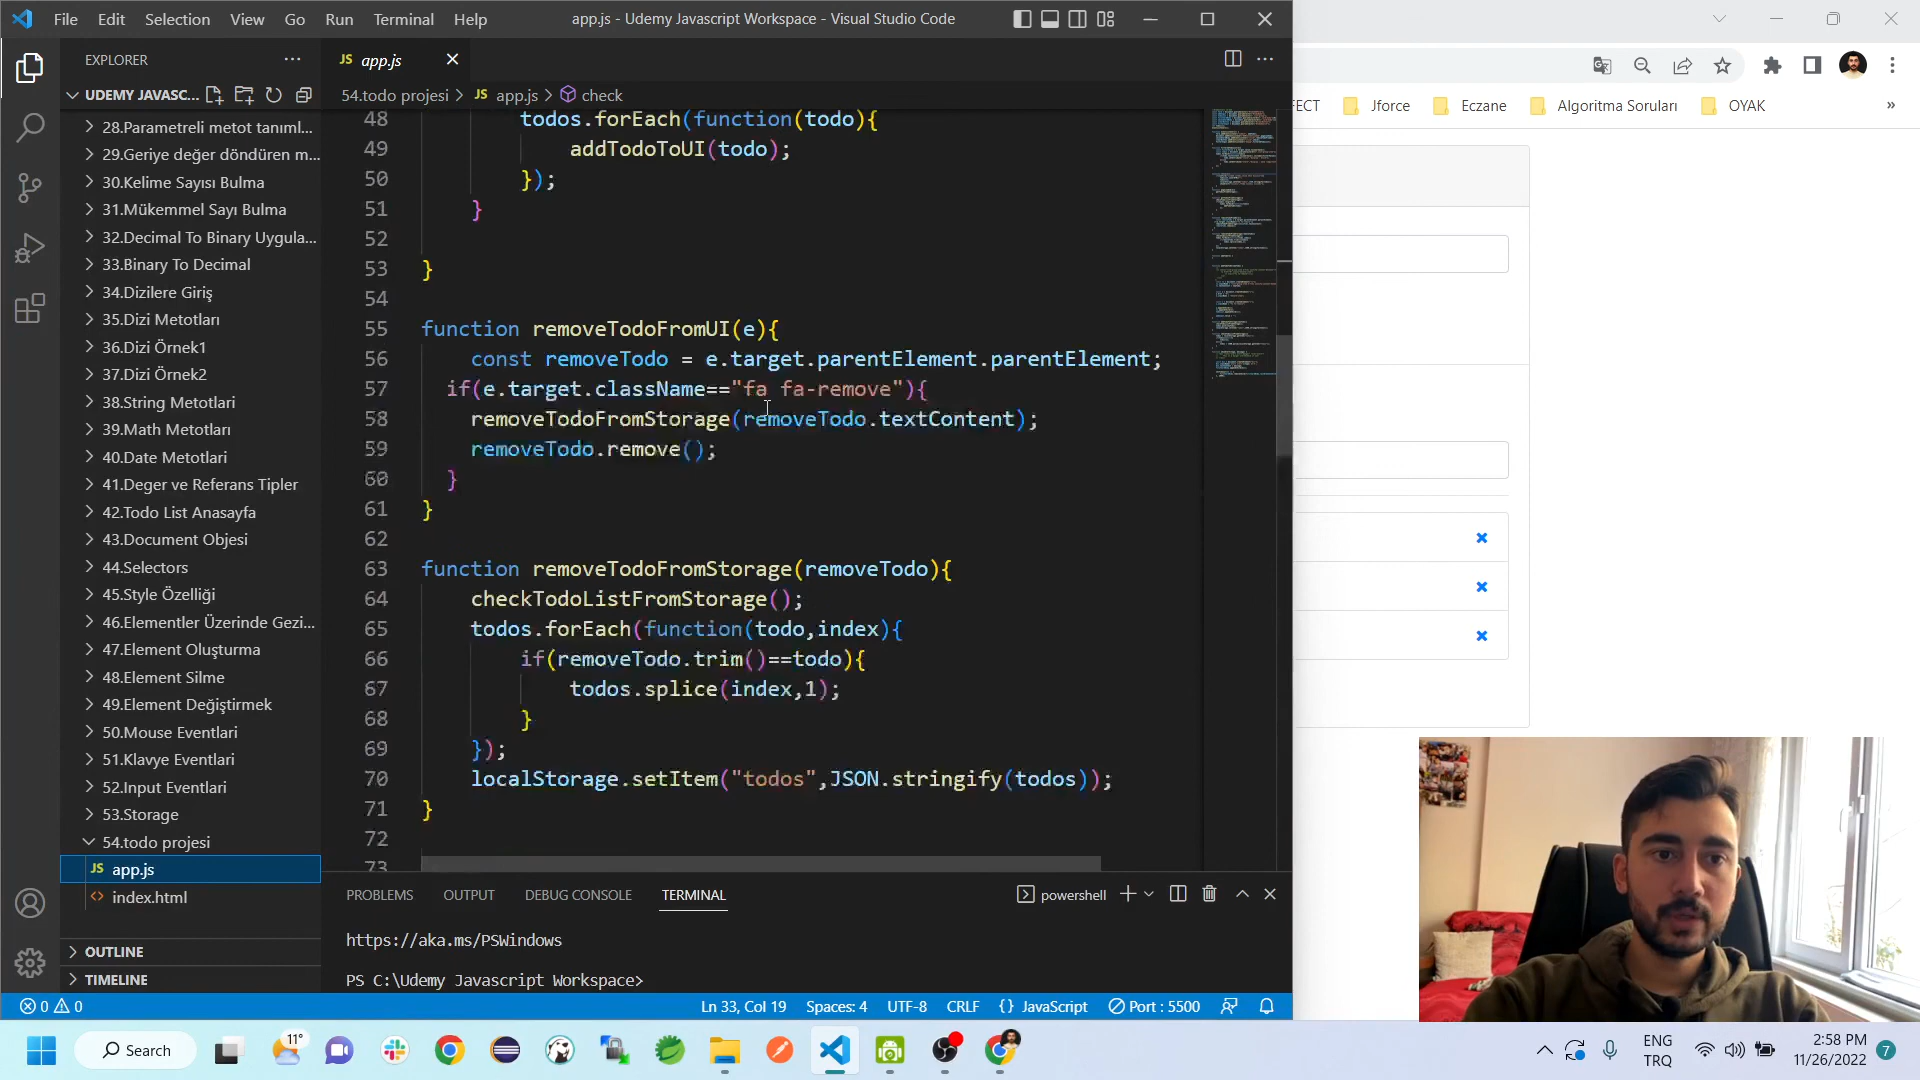 File Edit Selection View Go Run Terminal Help app.js - Udemy Javascript Workspace - Visual Studio Code
EXPLORER
UDEMY JAVASC...
28.Parametreli metot tanıml...
29.Geriye değer döndüren m...
30.Kelime Sayısı Bulma
31.Mükemmel Sayı Bulma
32.Decimal To Binary Uygula...
33.Binary To Decimal
34.Dizilere Giriş
35.Dizi Metotları
36.Dizi Örnek1
37.Dizi Örnek2
38.String Metotlari
39.Math Metotları
40.Date Metotlari
41.Deger ve Referans Tipler
42.Todo List Anasayfa
43.Document Objesi
44.Selectors
45.Style Özelliği
46.Elementler Üzerinde Gezi...
47.Element Oluşturma
48.Element Silme
49.Element Değiştirmek
50.Mouse Eventlari
51.Klavye Eventlari
52.Input Eventlari
53.Storage
54.todo projesi
JS app.js
<> index.html
OUTLINE
TIMELINE
JS app.js
54.todo projesi > JS app.js > check
48 todos.forEach(function(todo){
49 addTodoToUI(todo);
50 });
51 }
52
53 }
54
55 function removeTodoFromUI(e){
56 const removeTodo = e.target.parentElement.parentElement;
57 if(e.target.className=="fa fa-remove"){
58 removeTodoFromStorage(removeTodo.textContent);
59 removeTodo.remove();
60 }
61 }
62
63 function removeTodoFromStorage(removeTodo){
64 checkTodoListFromStorage();
65 todos.forEach(function(todo,index){
66 if(removeTodo.trim()==todo){
67 todos.splice(index,1);
68 }
69 });
70 localStorage.setItem("todos",JSON.stringify(todos));
71 }
72
73
PROBLEMS OUTPUT DEBUG CONSOLE TERMINAL powershell
https://aka.ms/PSWindows
PS C:\Udemy Javascript Workspace>
0 0 Ln 33, Col 19 Spaces: 4 UTF-8 CRLF {} JavaScript Port : 5500
FECT Jforce Eczane Algoritma Soruları OYAK »
Search 11°
ENG
TRQ
2:58 PM
11/26/2022
7